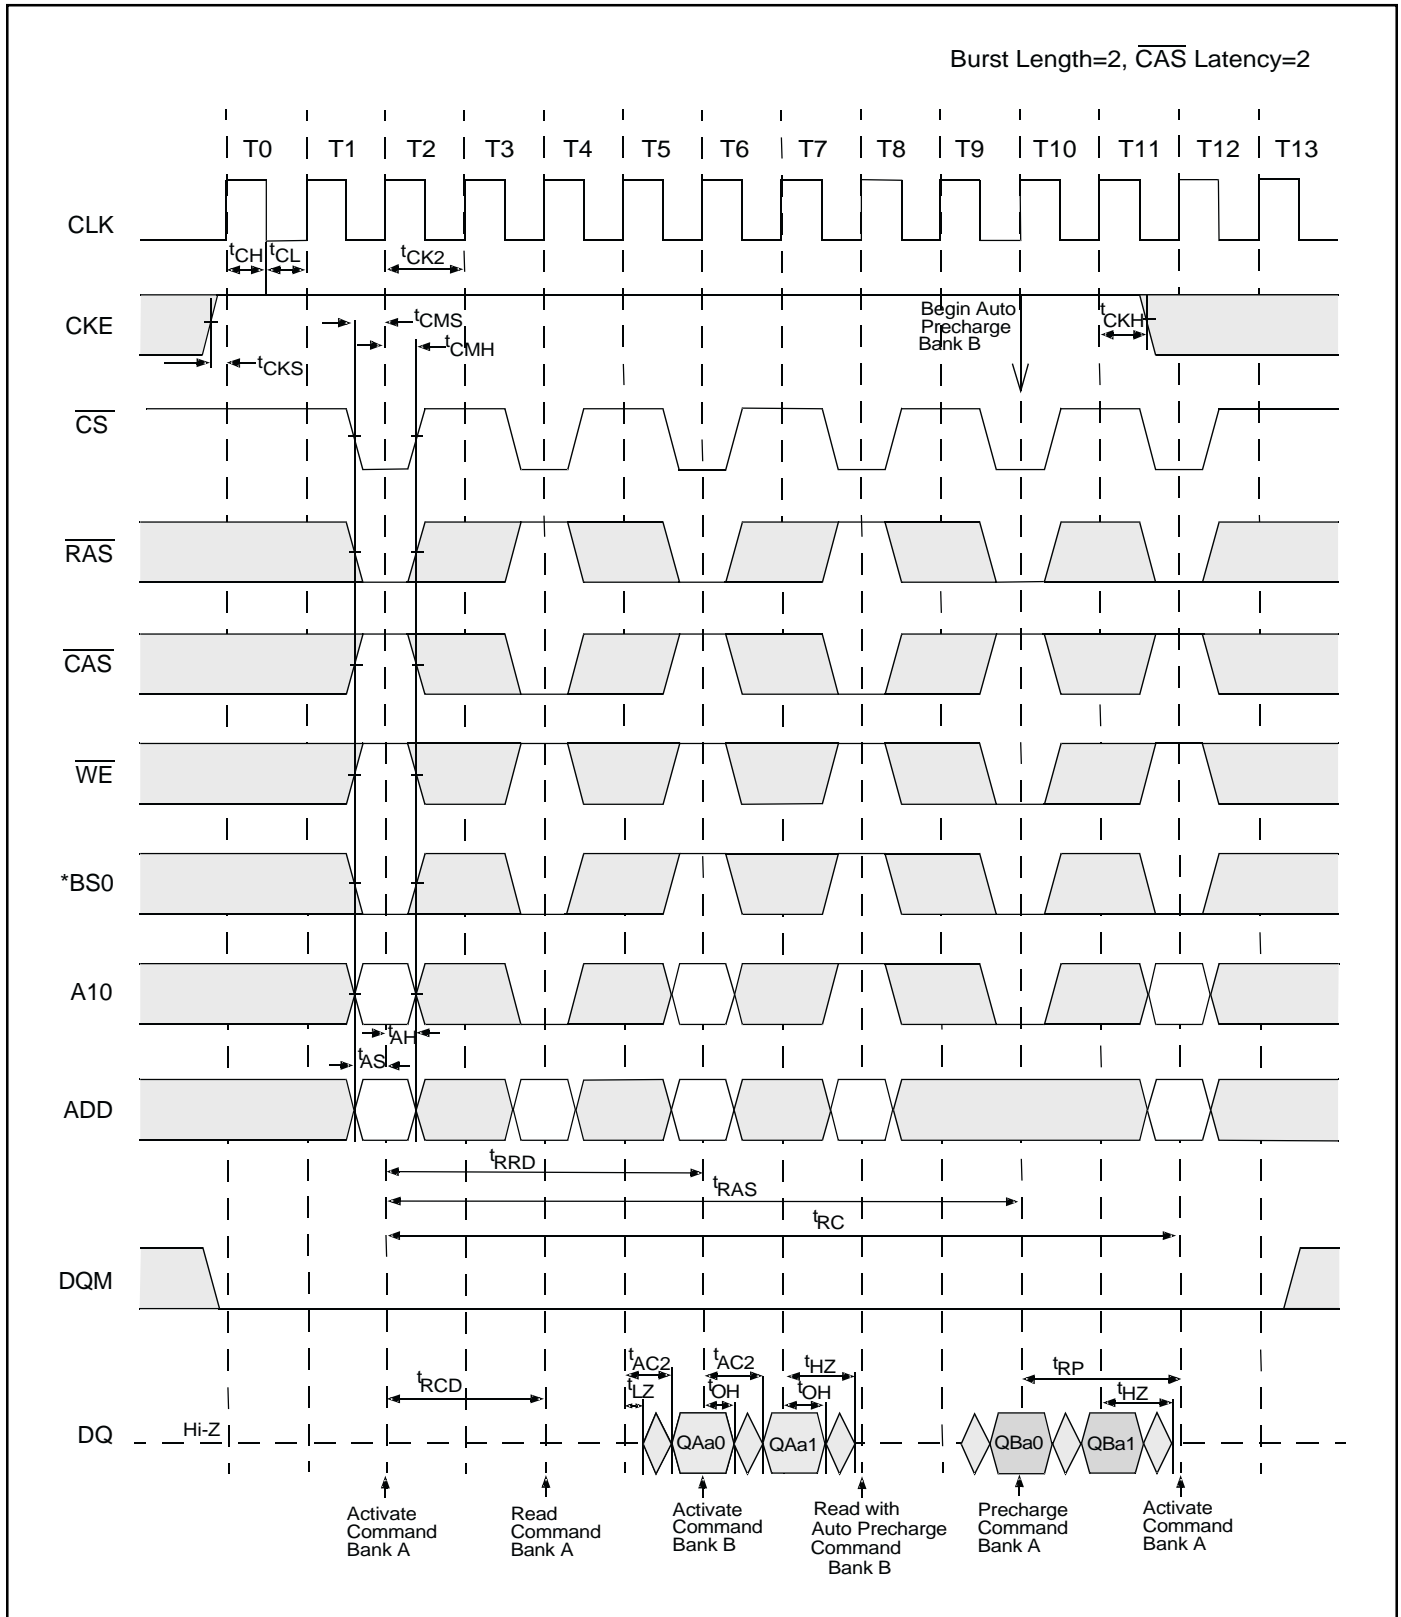 Burst Length=2, CAS Latency=2
T0 T1 T2 T3 T4 T5 T6 T7 T8 T9 T10 T11 T12 T13
CLK
tCH tCL tCK2
CKE
tCKS
tCMS
tCMH
Begin Auto
Precharge
Bank B
tCKH
CS
RAS
CAS
WE
*BS0
A10
tAH
tAS
ADD
tRRD
tRAS
tRC
DQM
tRCD
tAC2 tAC2 tHZ tRP
tLZ tOH tOH tHZ
DQ
Hi-Z
QAa0 QAa1 QBa0 QBa1
Activate
Command
Bank A
Read
Command
Bank A
Activate
Command
Bank B
Read with
Auto Precharge
Command
Bank B
Precharge
Command
Bank A
Activate
Command
Bank A